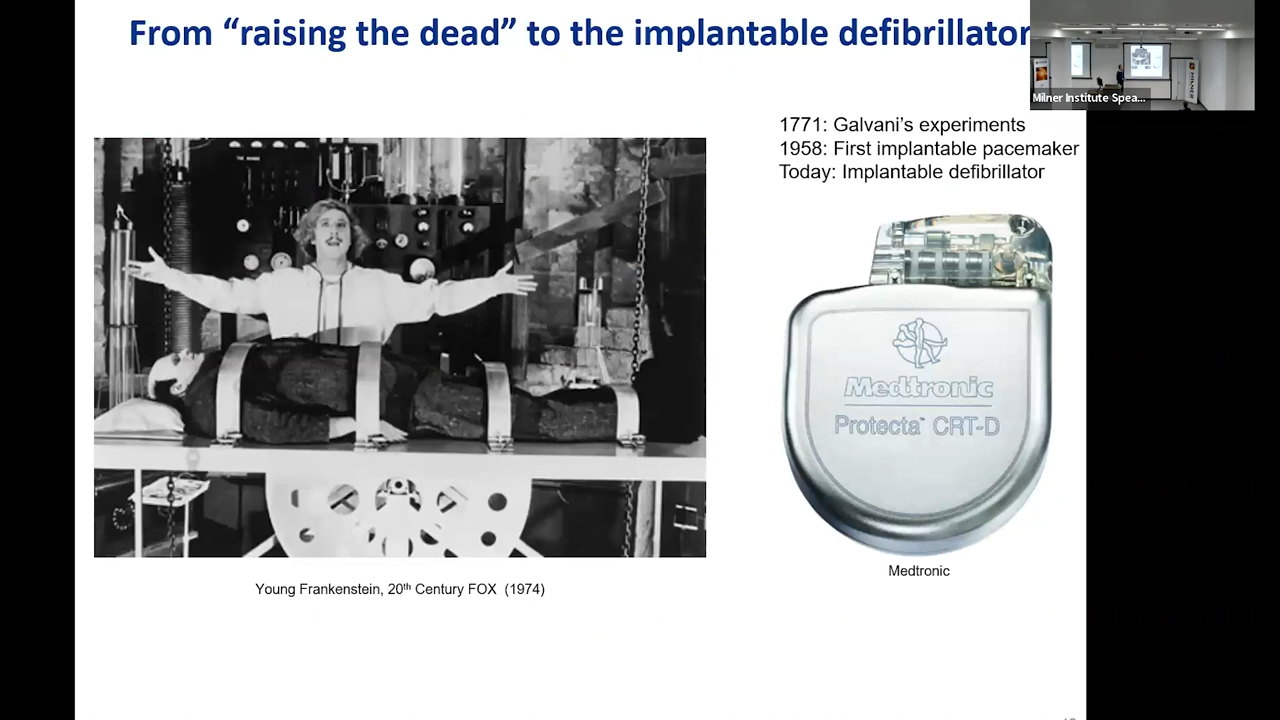 From “raising the dead” to the implantable defibrillator
Milner Institute Spea...
1771: Galvani’s experiments
1958: First implantable pacemaker
Today: Implantable defibrillator
Medtronic
Protecta™ CRT-D
Medtronic
Young Frankenstein, 20th Century FOX (1974)